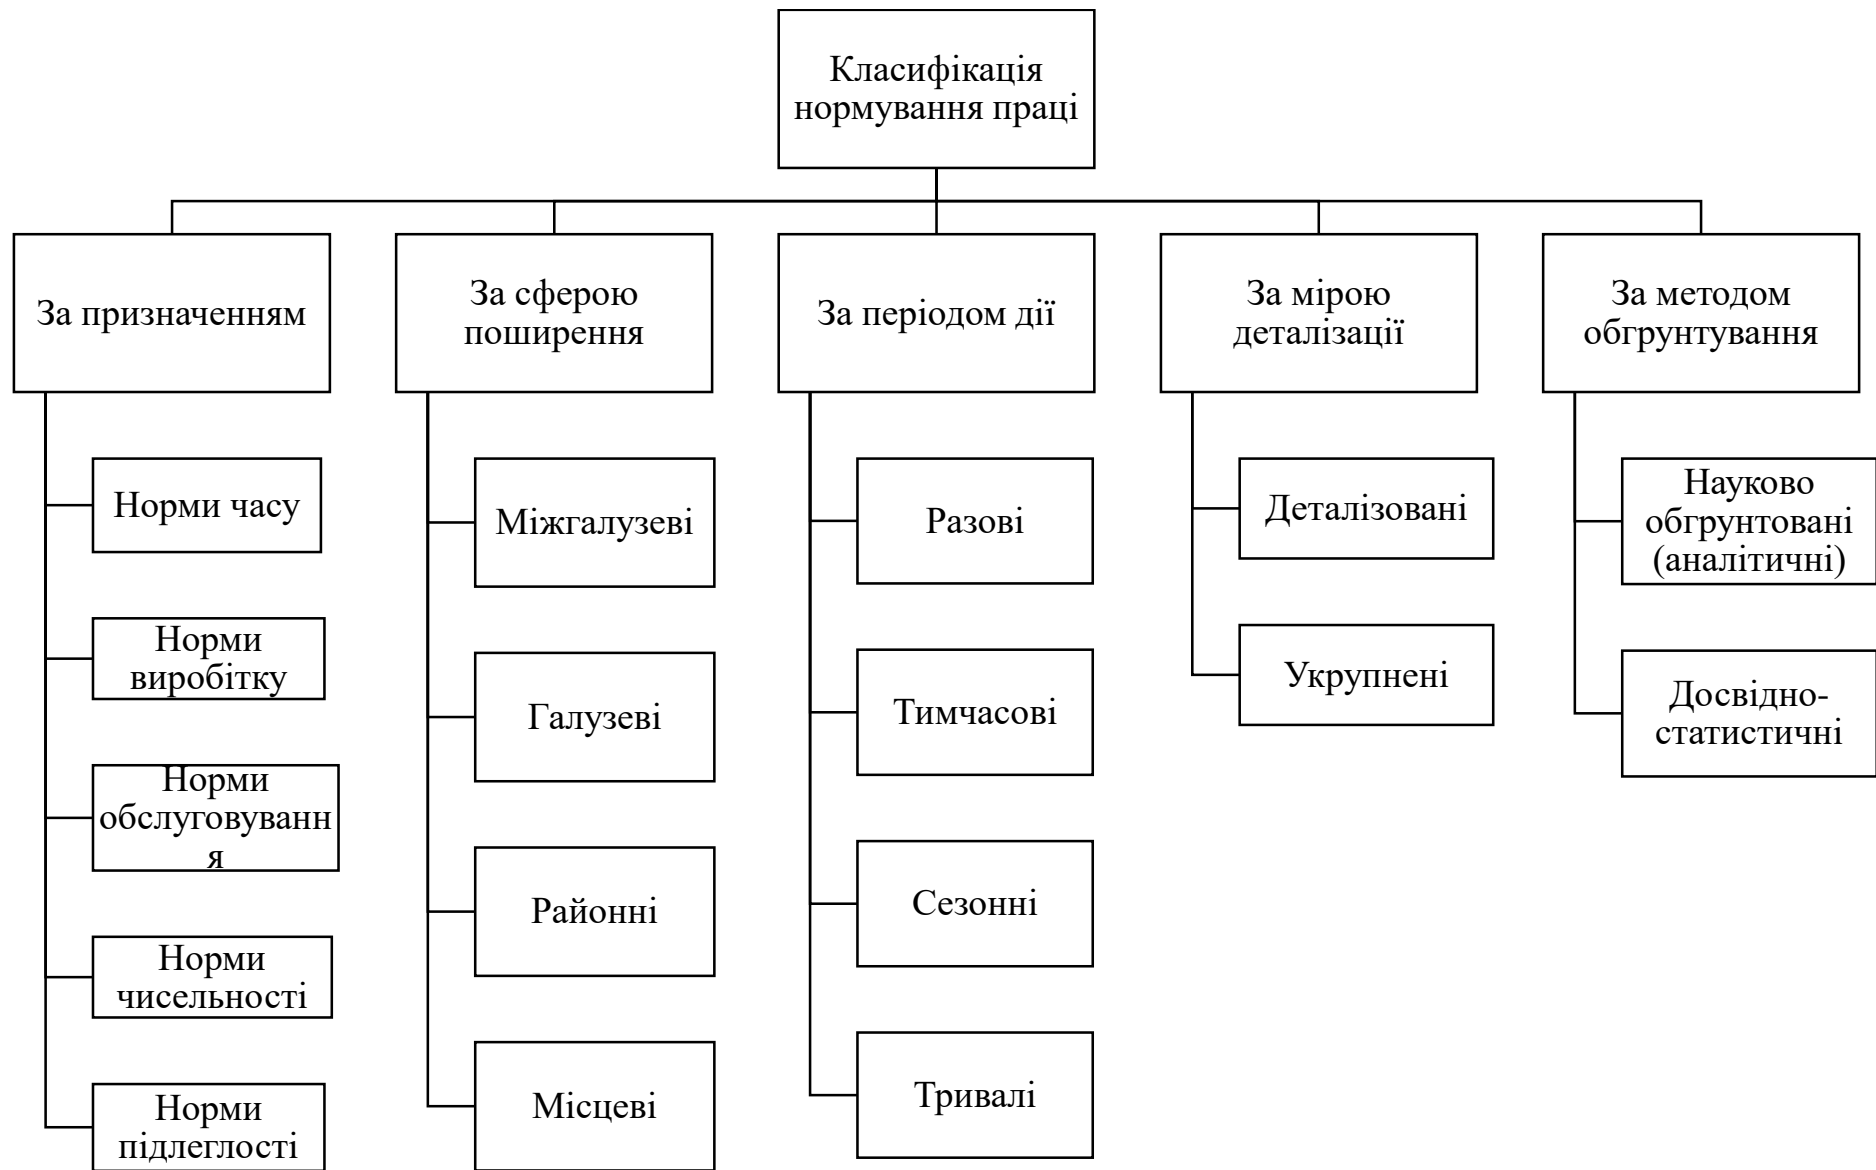 Класифікація
нормування праці
За призначенням
Норми часу
Норми
виробітку
Норми
обслуговуванн
я
Норми
чисельності
Норми
підлеглості
За сферою
поширення
Міжгалузеві
Галузеві
Районні
Місцеві
За періодом дії
Разові
Тимчасові
Сезонні
Тривалі
За мірою
деталізації
Деталізовані
Укрупнені
За методом
обгрунтування
Науково
обгрунтовані
(аналітичні)
Досвідно-
статистичні